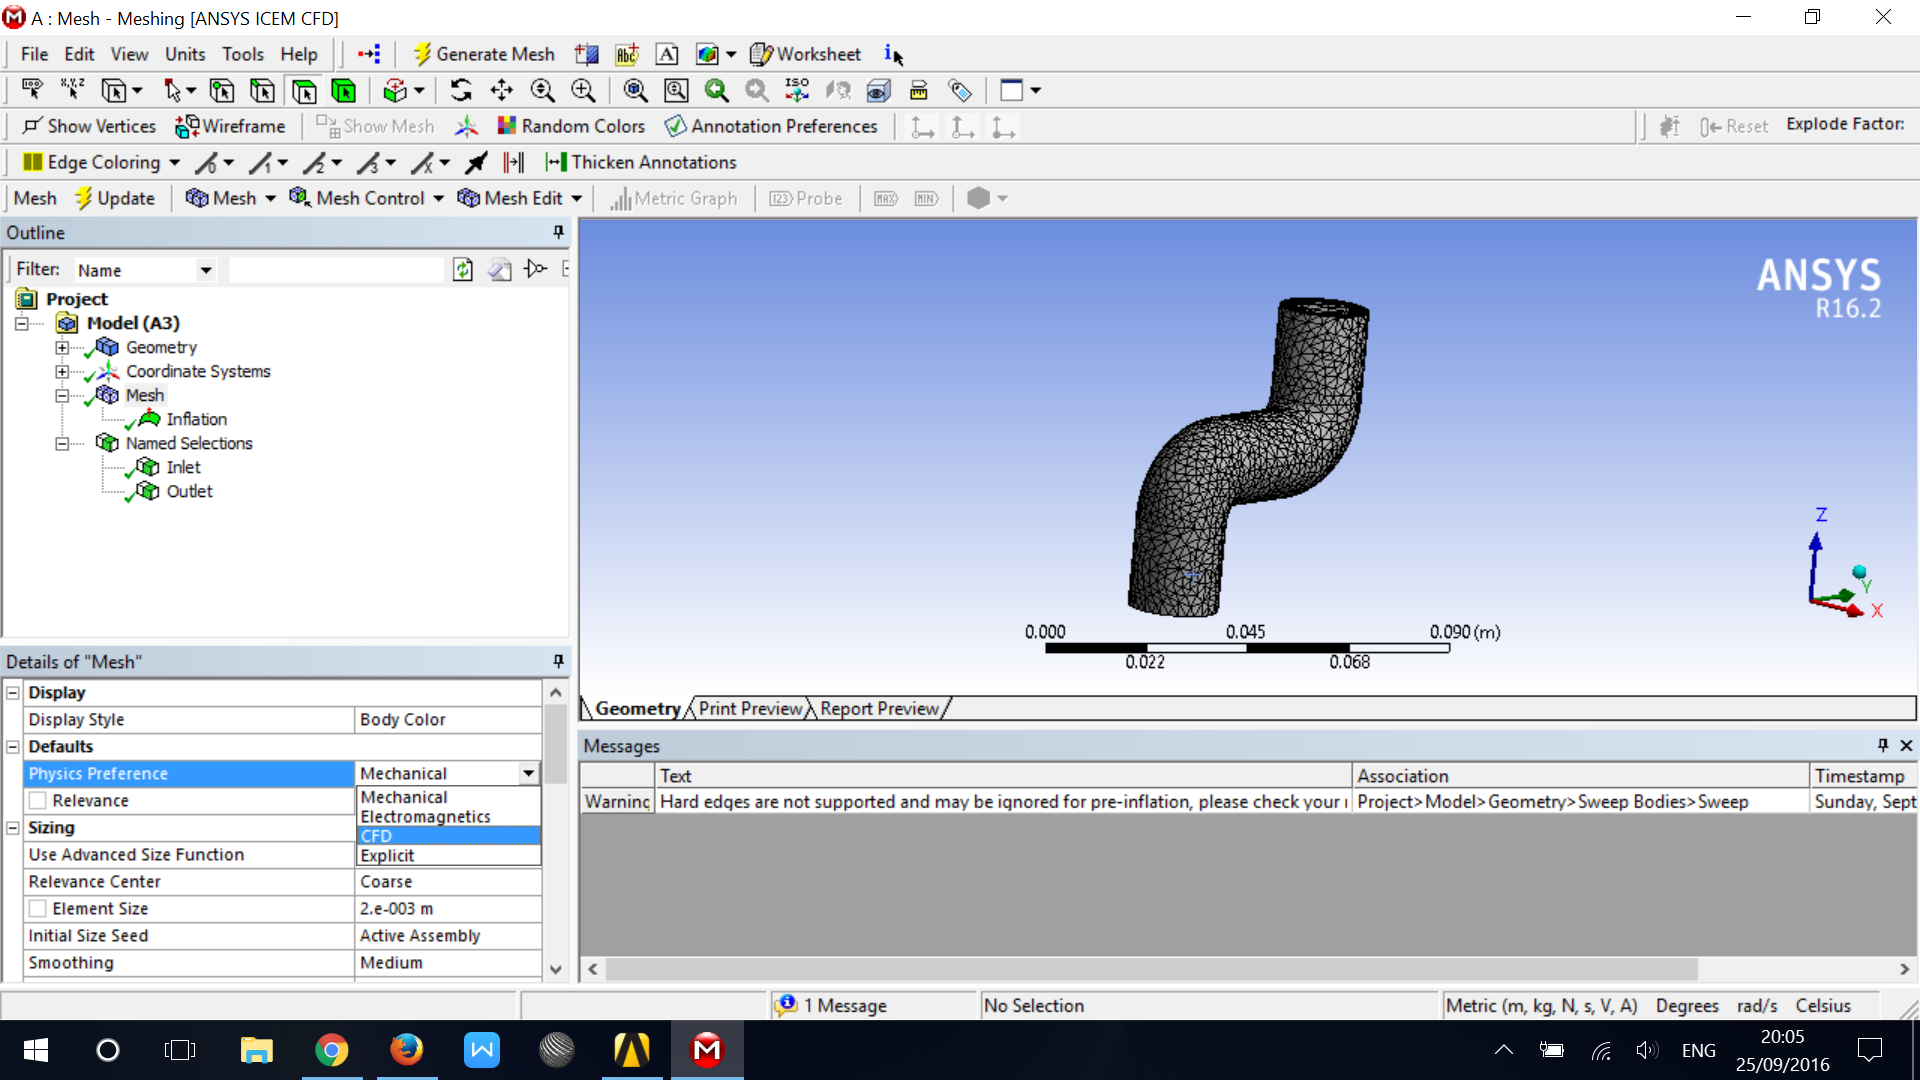 A : Mesh - Meshing [ANSYS ICEM CFD]
File Edit View Units Tools Help Generate Mesh Worksheet
Show Vertices Wireframe Show Mesh Random Colors Annotation Preferences Reset Explode Factor:
Edge Coloring Thicken Annotations
Mesh Update Mesh Mesh Control Mesh Edit Metric Graph Probe
Outline
Filter: Name
Project
Model (A3)
Geometry
Coordinate Systems
Mesh
Inflation
Named Selections
Inlet
Outlet
ANSYS
R16.2
Z
Y
X
0.000 0.045 0.090 (m)
0.022 0.068
Geometry Print Preview Report Preview
Details of "Mesh"
Display
Display Style Body Color
Defaults
Physics Preference Mechanical
Mechanical
Electromagnetics
CFD
Explicit
Relevance
Sizing
Use Advanced Size Function
Relevance Center Coarse
Element Size 2.e-003 m
Initial Size Seed Active Assembly
Smoothing Medium
Messages
Text Association Timestamp
Warning Hard edges are not supported and may be ignored for pre-inflation, please check your Project>Model>Geometry>Sweep Bodies>Sweep Sunday, Sept
1 Message No Selection Metric (m, kg, N, s, V, A) Degrees rad/s Celsius
ENG
20:05
25/09/2016